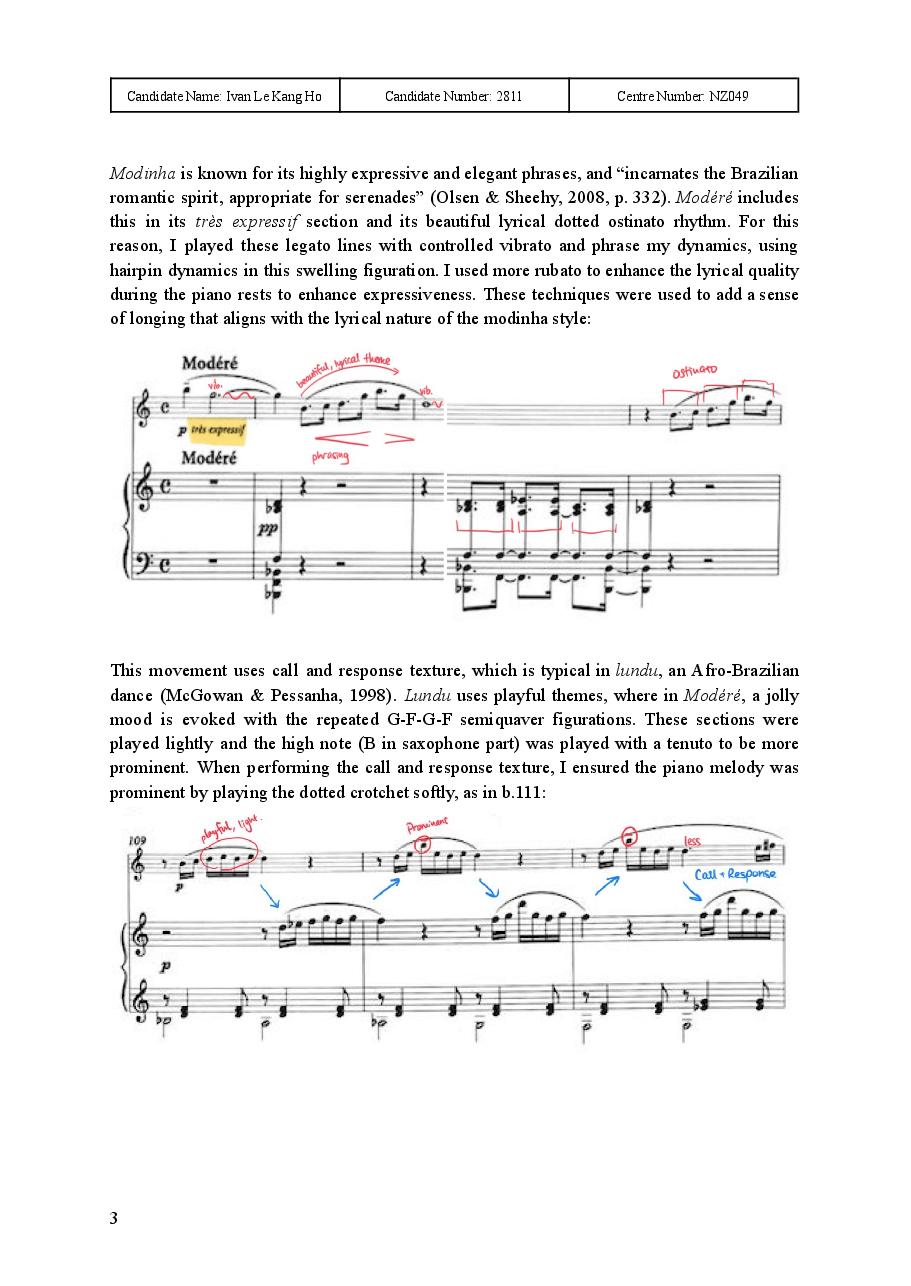 Candidate Name: Ivan Le Kang Ho
Candidate Number: 2811
Centre Number: NZ049
Modinha is known for its highly expressive and elegant phrases, and “incarnates the Brazilian
romantic spirit, appropriate for serenades” (Olsen & Sheehy, 2008, p. 332). Modéré includes
this in its très expressif section and its beautiful lyrical dotted ostinato rhythm. For this
reason, I played these legato lines with controlled vibrato and phrase my dynamics, using
hairpin dynamics in this swelling figuration. I used more rubato to enhance the lyrical quality
during the piano rests to enhance expressiveness. These techniques were used to add a sense
of longing that aligns with the lyrical nature of the modinha style:
Modéré
beautiful, lyrical theme
ostinato
vib.
vib.
p très expressif
Modéré
phrasing
pp
This movement uses call and response texture, which is typical in lundu, an Afro-Brazilian
dance (McGowan & Pessanha, 1998). Lundu uses playful themes, where in Modéré, a jolly
mood is evoked with the repeated G-F-G-F semiquaver figurations. These sections were
played lightly and the high note (B in saxophone part) was played with a tenuto to be more
prominent. When performing the call and response texture, I ensured the piano melody was
prominent by playing the dotted crotchet softly, as in b.111:
109
playful, light.
Prominent
less
p
Call + Response
p
3